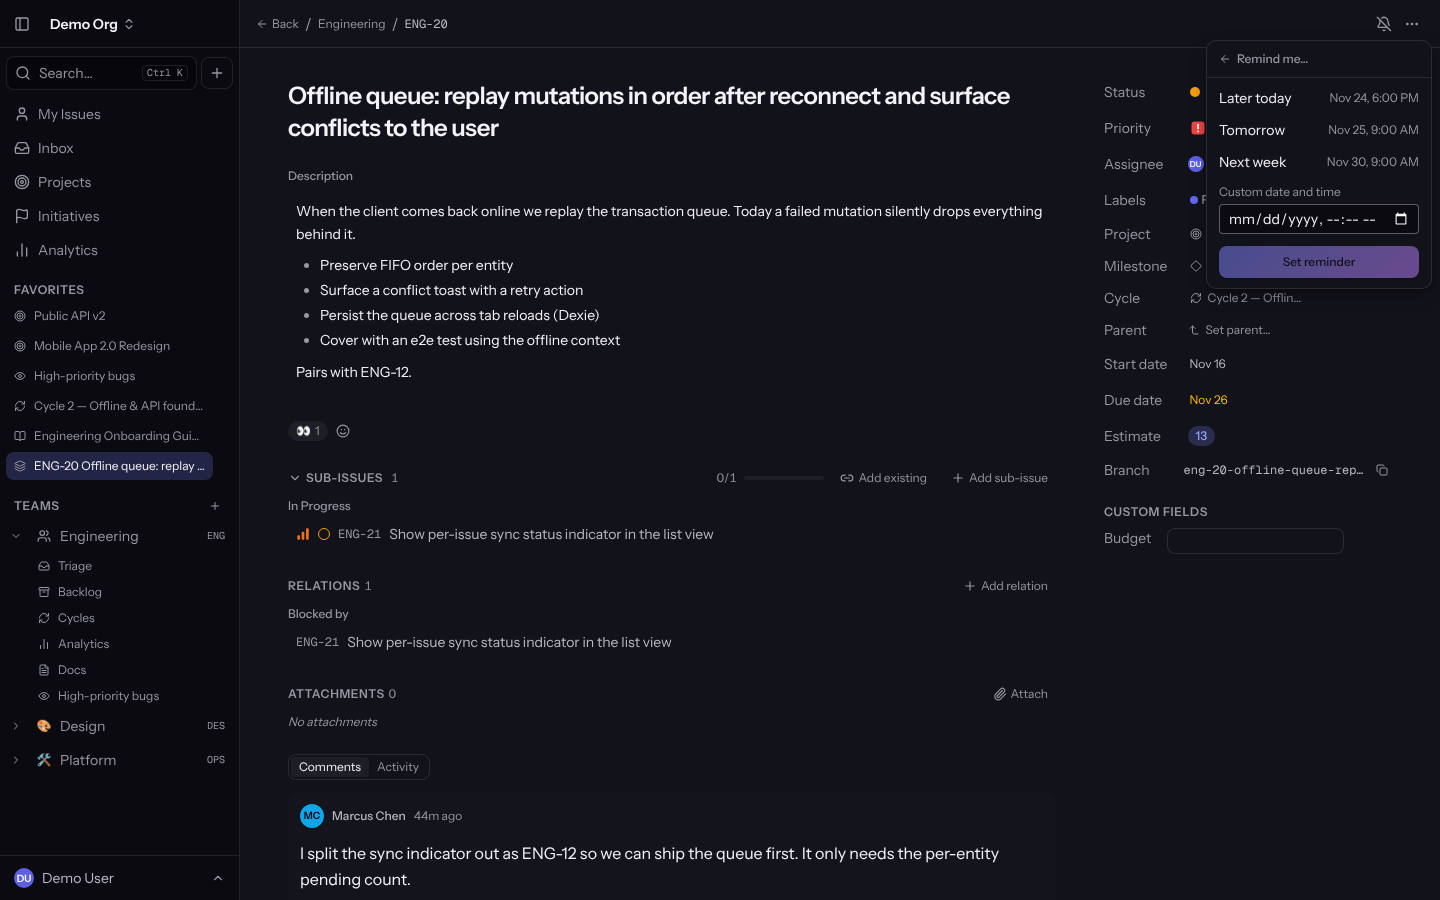 Demo Org
Search...
Ctrl K
My Issues
Inbox
Projects
Initiatives
Analytics
FAVORITES
Public API v2
Mobile App 2.0 Redesign
High-priority bugs
Cycle 2 — Offline & API found...
Engineering Onboarding Gui...
ENG-20 Offline queue: replay ...
TEAMS
Engineering ENG
Triage
Backlog
Cycles
Analytics
Docs
High-priority bugs
Design DES
Platform OPS
DU Demo User
Back / Engineering / ENG-20
Offline queue: replay mutations in order after reconnect and surface
conflicts to the user
Description
When the client comes back online we replay the transaction queue. Today a failed mutation silently drops everything
behind it.
Preserve FIFO order per entity
Surface a conflict toast with a retry action
Persist the queue across tab reloads (Dexie)
Cover with an e2e test using the offline context
Pairs with ENG-12.
👀 1
SUB-ISSUES 1
0/1
Add existing
Add sub-issue
In Progress
ENG-21 Show per-issue sync status indicator in the list view
RELATIONS 1
Add relation
Blocked by
ENG-21 Show per-issue sync status indicator in the list view
ATTACHMENTS 0
Attach
No attachments
Comments
Activity
MC Marcus Chen 44m ago
I split the sync indicator out as ENG-12 so we can ship the queue first. It only needs the per-entity
pending count.
Remind me...
Later today Nov 24, 6:00 PM
Tomorrow Nov 25, 9:00 AM
Next week Nov 30, 9:00 AM
Custom date and time
mm/dd/yyyy, --:-- --
Set reminder
Status
Priority
Assignee DU
Labels
Project
Milestone
Cycle Cycle 2 — Offlin...
Parent Set parent...
Start date Nov 16
Due date Nov 26
Estimate 13
Branch eng-20-offline-queue-rep...
CUSTOM FIELDS
Budget